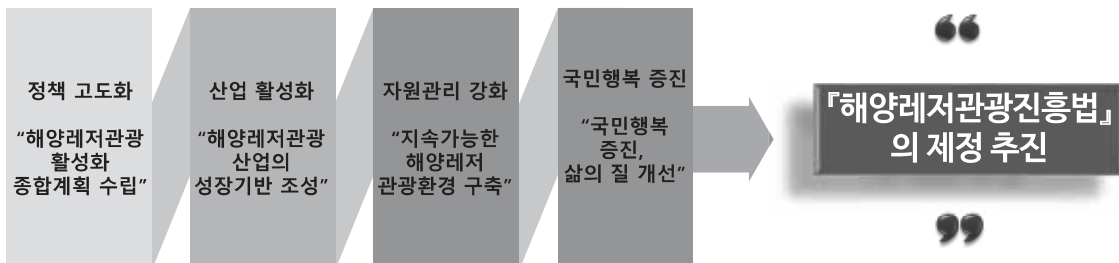 정책 고도화
“해양레저관광
활성화
종합계획 수립”
산업 활성화
“해양레저관광
산업의
성장기반 조성”
자원관리 강화
“지속가능한
해양레저
관광환경 구축”
국민행복 증진
“국민행복
증진,
삶의 질 개선”
“
『해양레저관광진흥법』
의 제정 추진
”